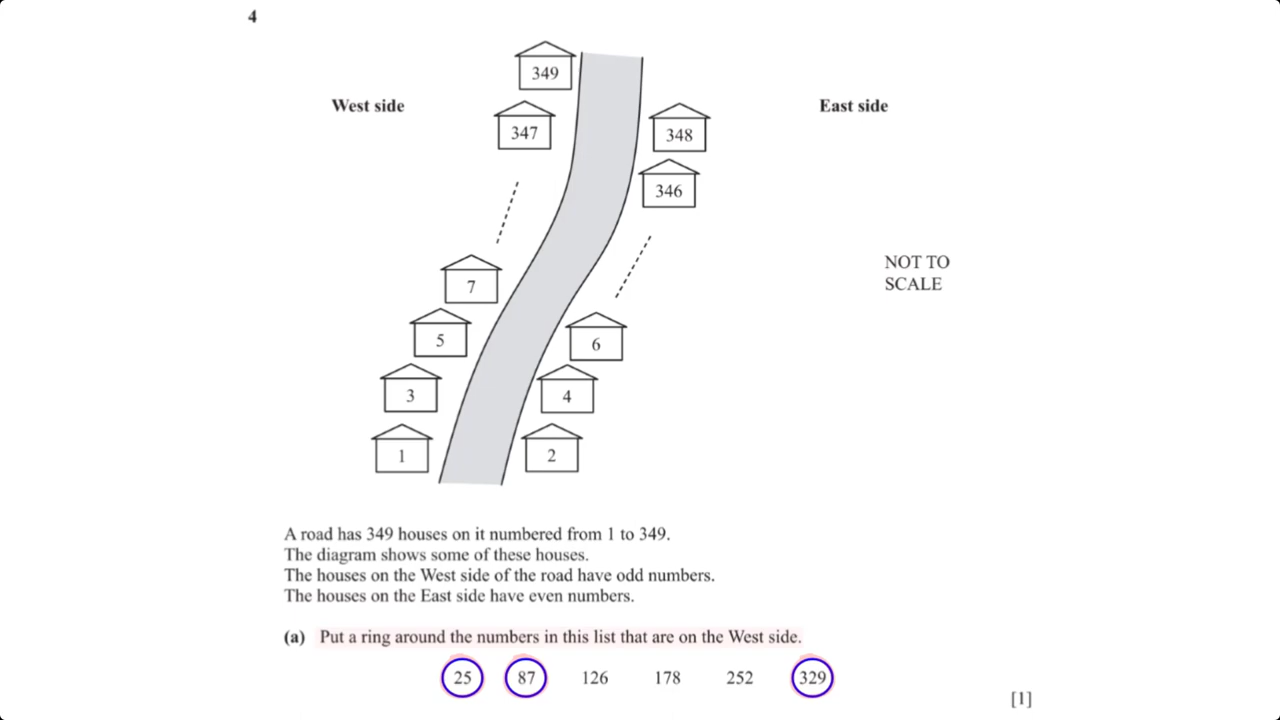 4
349
West side
East side
347
348
346
NOT TO
SCALE
7
5
6
3
4
1
2
A road has 349 houses on it numbered from 1 to 349.
The diagram shows some of these houses.
The houses on the West side of the road have odd numbers.
The houses on the East side have even numbers.
(a) Put a ring around the numbers in this list that are on the West side.
25 87 126 178 252 329
[1]